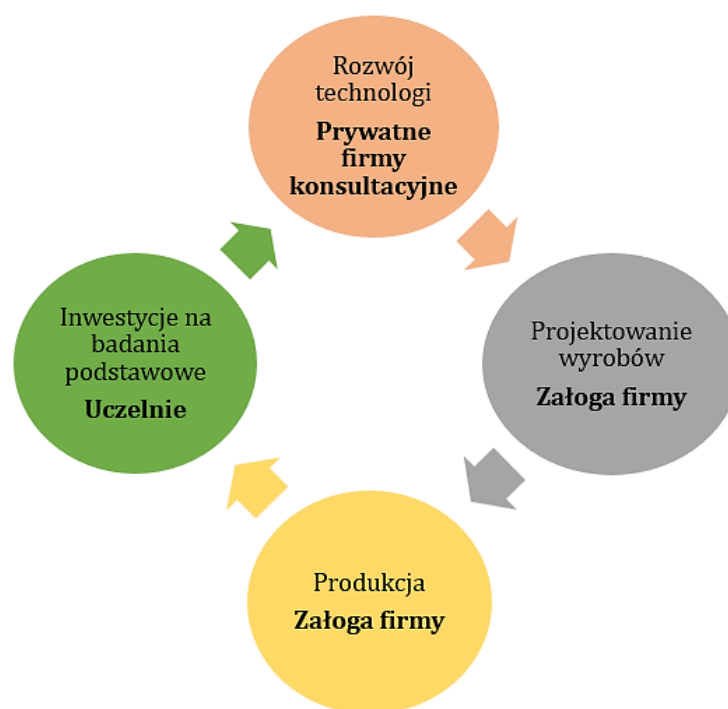 Rozwój
technologi
Prywatne
firmy
konsultacyjne
Projektowanie
wyrobów
Załoga firmy
Produkcja
Załoga firmy
Inwestycje na
badania
podstawowe
Uczelnie